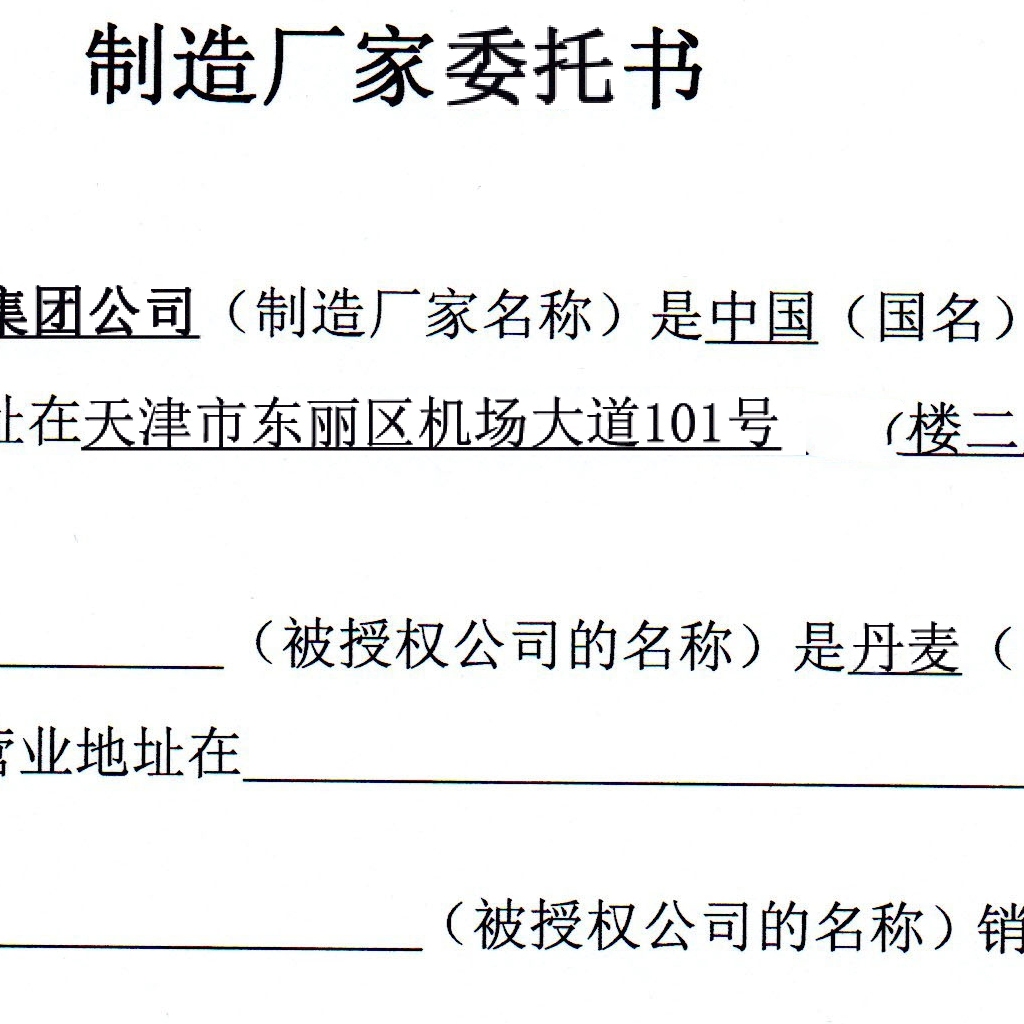 制造厂家委托书
集团公司（制造厂家名称）是中国（国名）
址在天津市东丽区机场大道101号 楼二
（被授权公司的名称）是丹麦（
营业地址在
（被授权公司的名称）销